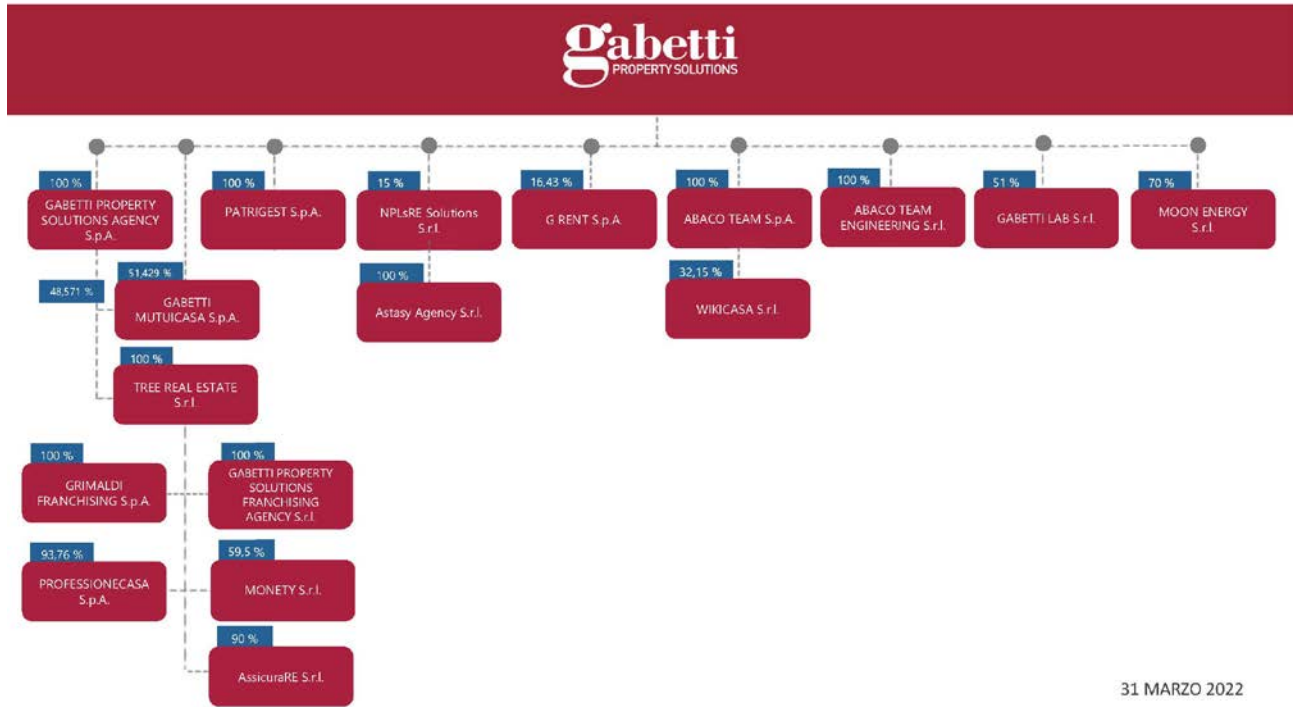 gabetti
PROPERTY SOLUTIONS
100 %
GABETTI PROPERTY
SOLUTIONS AGENCY
S.p.A.
100 %
PATRIGEST S.p.A.
15 %
NPLsRE Solutions
S.r.l.
16,43 %
G RENT S.p.A
100 %
ABACO TEAM S.p.A.
100 %
ABACO TEAM
ENGINEERING S.r.l.
51 %
GABETTI LAB S.r.l.
70 %
MOON ENERGY
S.r.l.
48,571 %
51,429 %
GABETTI
MUTUICASA S.p.A.
100 %
Astasy Agency S.r.l.
32,15 %
WIKICASA S.r.l.
100 %
TREE REAL ESTATE
S.r.l.
100 %
GRIMALDI
FRANCHISING S.p.A.
100 %
GABETTI PROPERTY
SOLUTIONS
FRANCHISING
AGENCY S.r.l.
93,76 %
PROFESSIONECASA
S.p.A.
59,5 %
MONETY S.r.l.
90 %
AssicuraRE S.r.l.
31 MARZO 2022